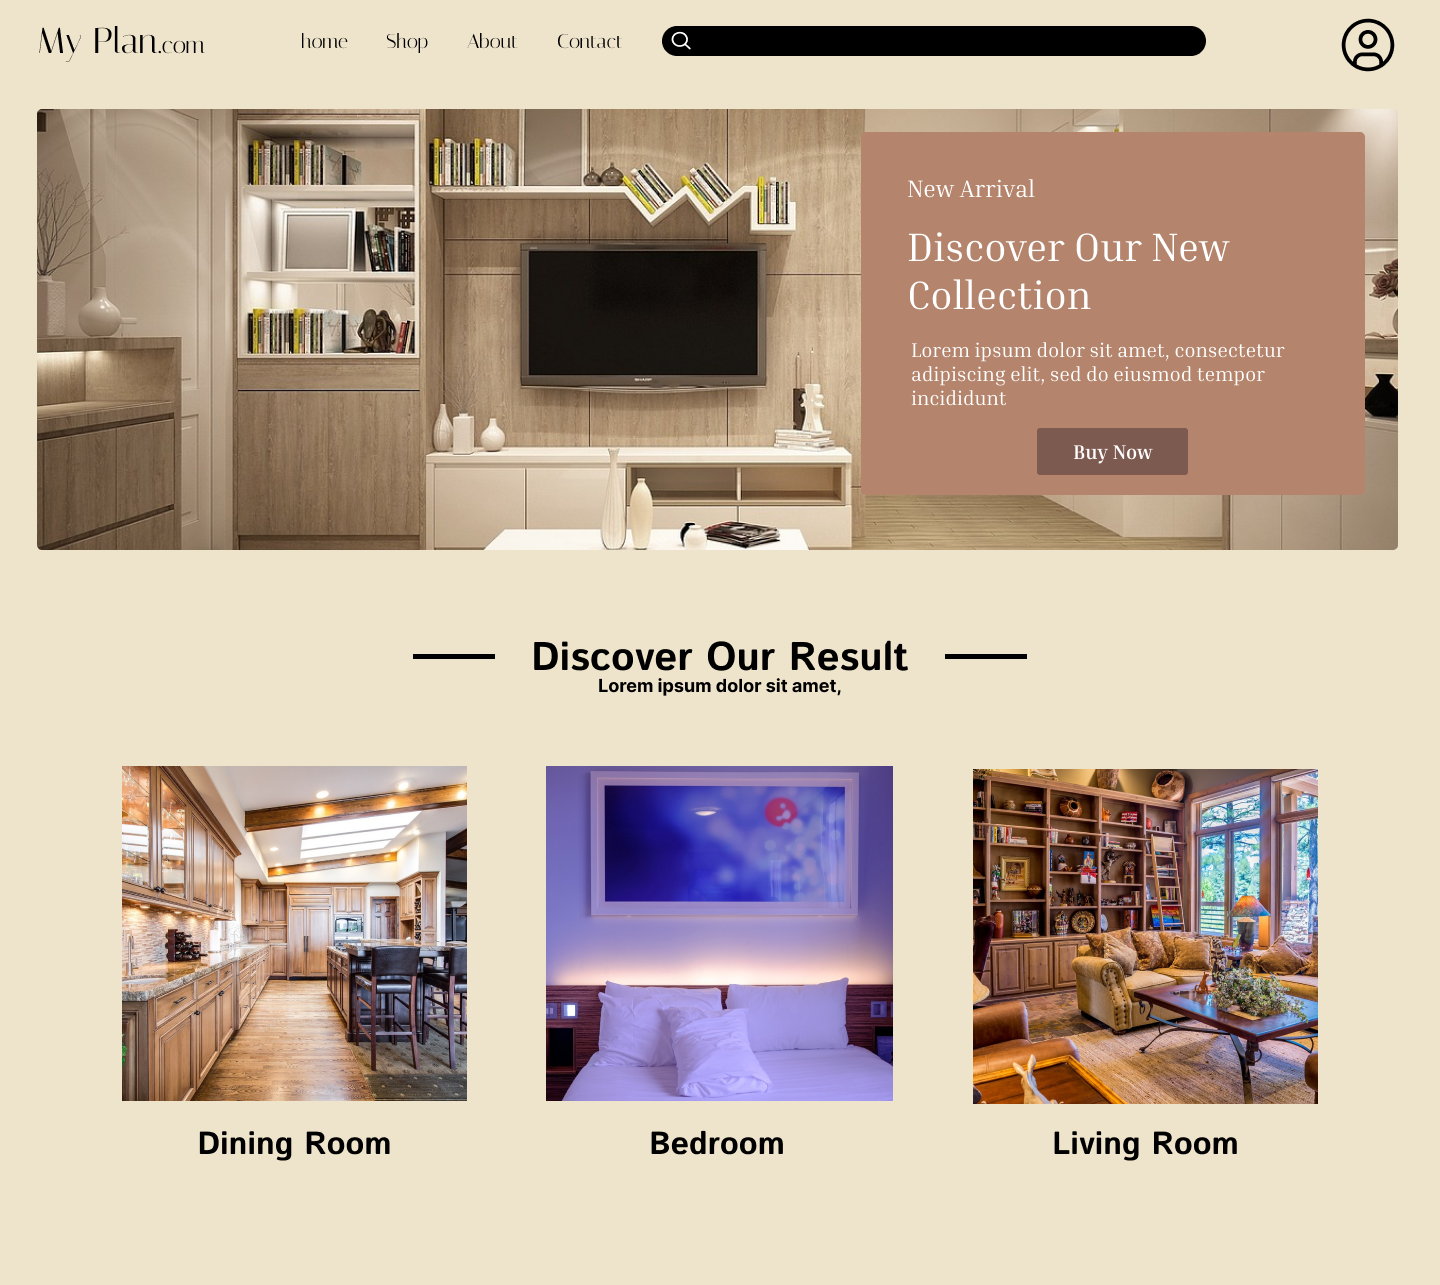 My Plan.com
home Shop About Contact
New Arrival
Discover Our New
Collection
Lorem ipsum dolor sit amet, consectetur
adipiscing elit, sed do eiusmod tempor
incididunt
Buy Now
SHARP
Discover Our Result
Lorem ipsum dolor sit amet,
Dining Room
Bedroom
Living Room